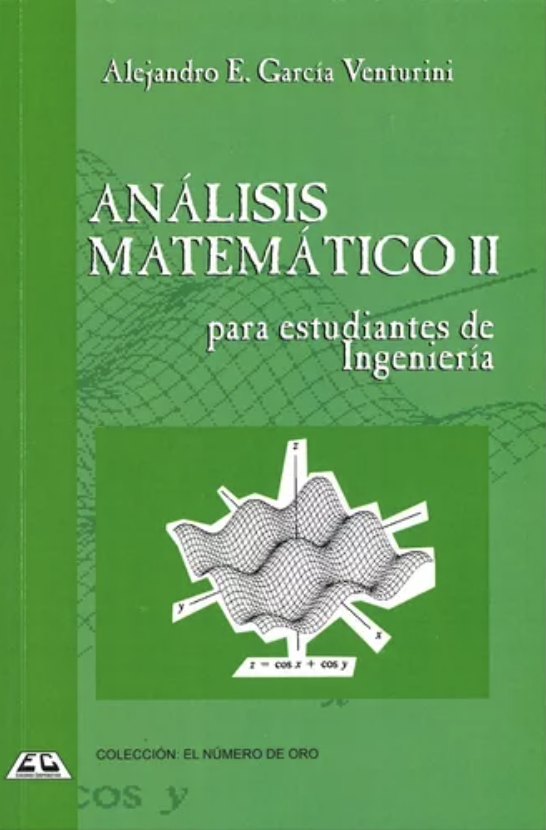 Alejandro E. García Venturini
ANÁLISIS
MATEMÁTICO II
para estudiantes de
Ingeniería
z
y
x
z = cos x + cos y
EC
COLECCIÓN: EL NÚMERO DE ORO
cos y